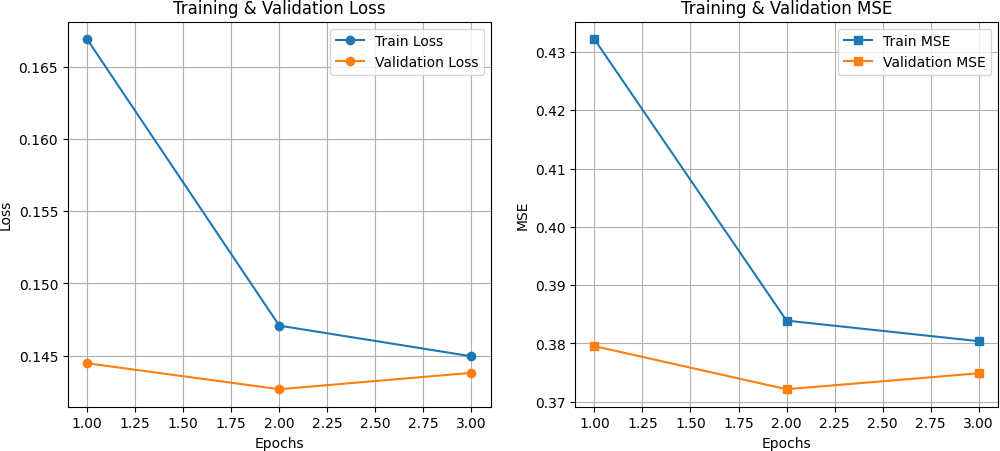 Training & Validation Loss
Train Loss
Validation Loss
0.165
0.160
0.155
0.150
0.145
Loss
1.00 1.25 1.50 1.75 2.00 2.25 2.50 2.75 3.00
Epochs
Training & Validation MSE
Train MSE
Validation MSE
0.43
0.42
0.41
0.40
0.39
0.38
0.37
MSE
1.00 1.25 1.50 1.75 2.00 2.25 2.50 2.75 3.00
Epochs